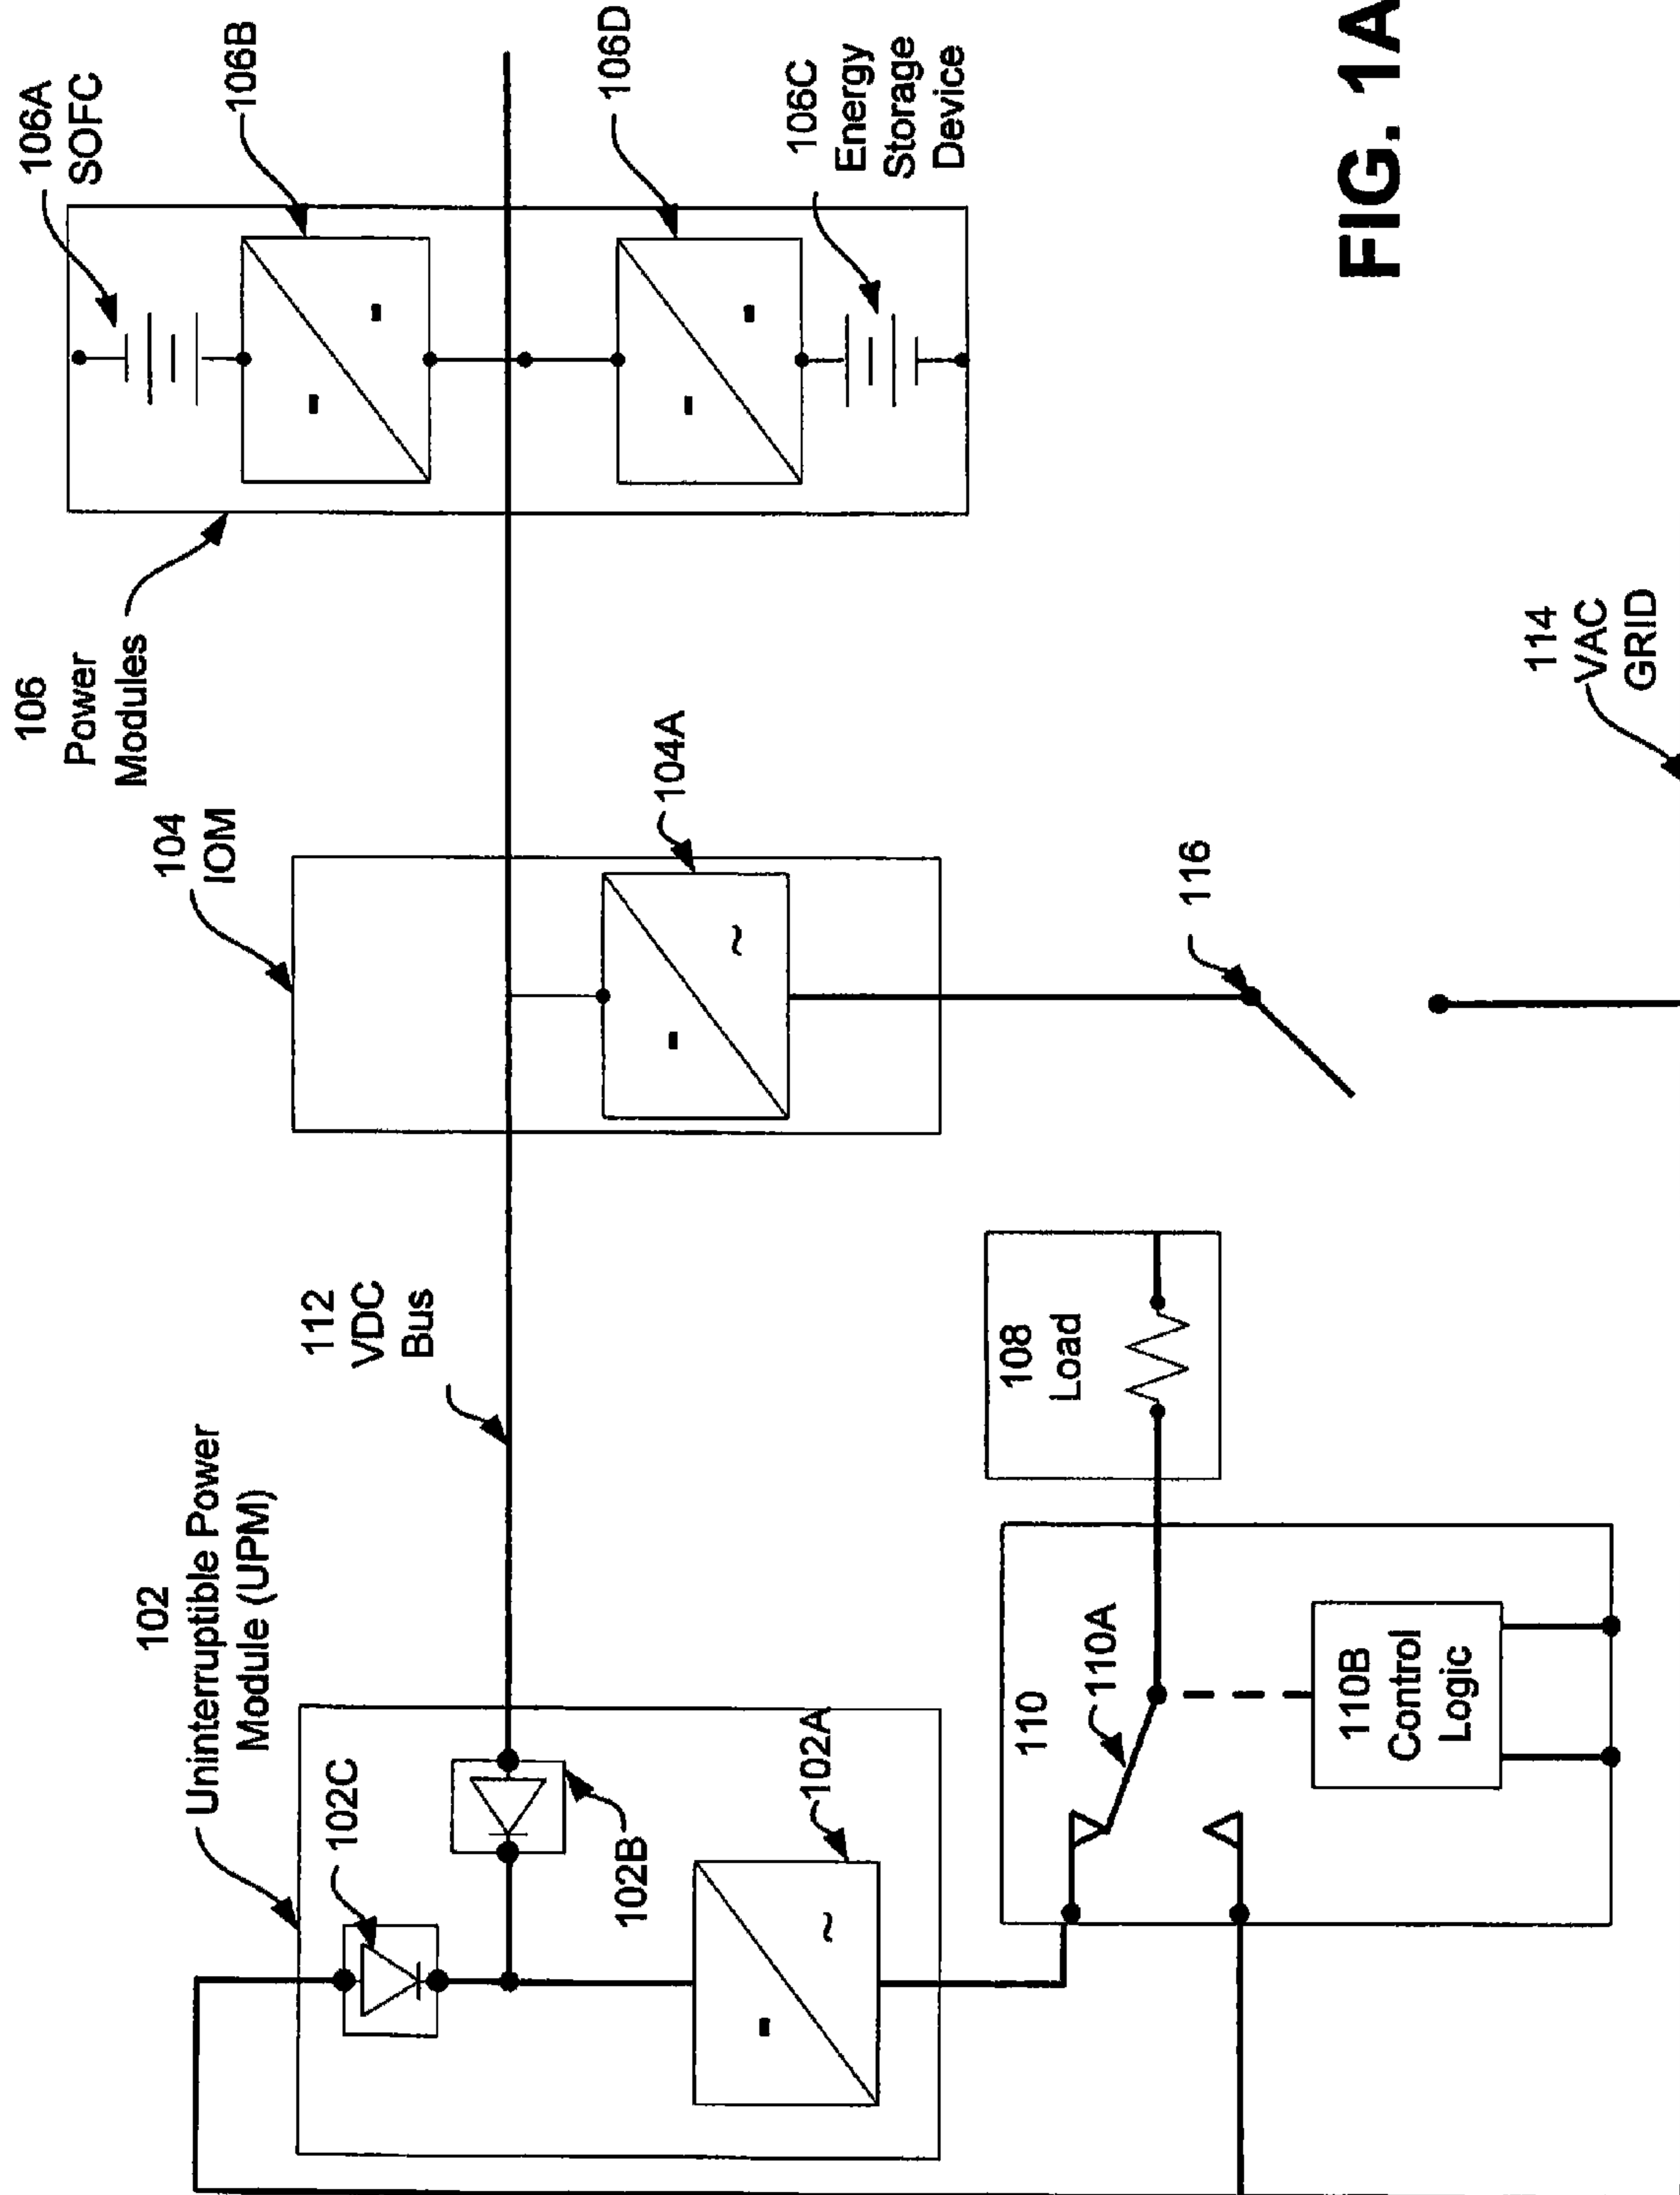 102
Uninterruptible Power
Module (UPM)
102C
102B
102A
112
VDC
Bus
104
IOM
104A
106
Power
Modules
106A
SOFC
106B
106D
106C
Energy
Storage
Device
110
110A
110B
Control
Logic
108
Load
116
114
VAC
GRID
FIG. 1A